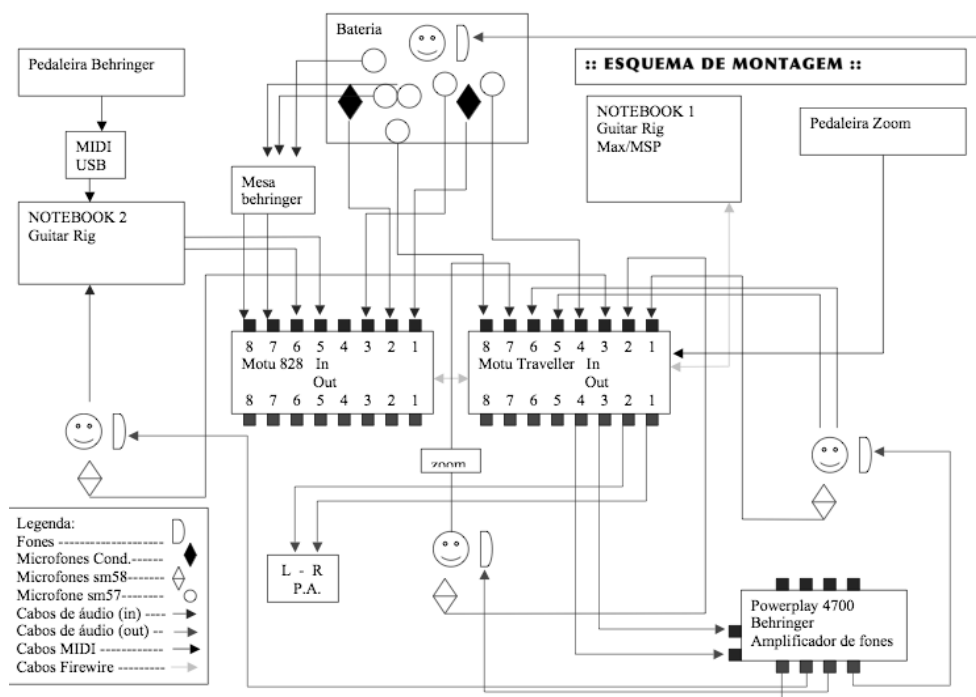 Bateria
:: ESQUEMA DE MONTAGEM ::
Pedaleira Behringer
MIDI
USB
NOTEBOOK 2
Guitar Rig
Mesa
behringer
NOTEBOOK 1
Guitar Rig
Max/MSP
Pedaleira Zoom
8 7 6 5 4 3 2 1
Motu 828 In
Out
8 7 6 5 4 3 2 1
8 7 6 5 4 3 2 1
Motu Traveller In
Out
8 7 6 5 4 3 2 1
zoom
L - R
P.A.
Legenda:
Fones --------------------
Microfones Cond.-------
Microfones sm58-------
Microfone sm57--------
Cabos de áudio (in) ----
Cabos de áudio (out) --
Cabos MIDI -------------
Cabos Firewire ---------
Powerplay 4700
Behringer
Amplificador de fones